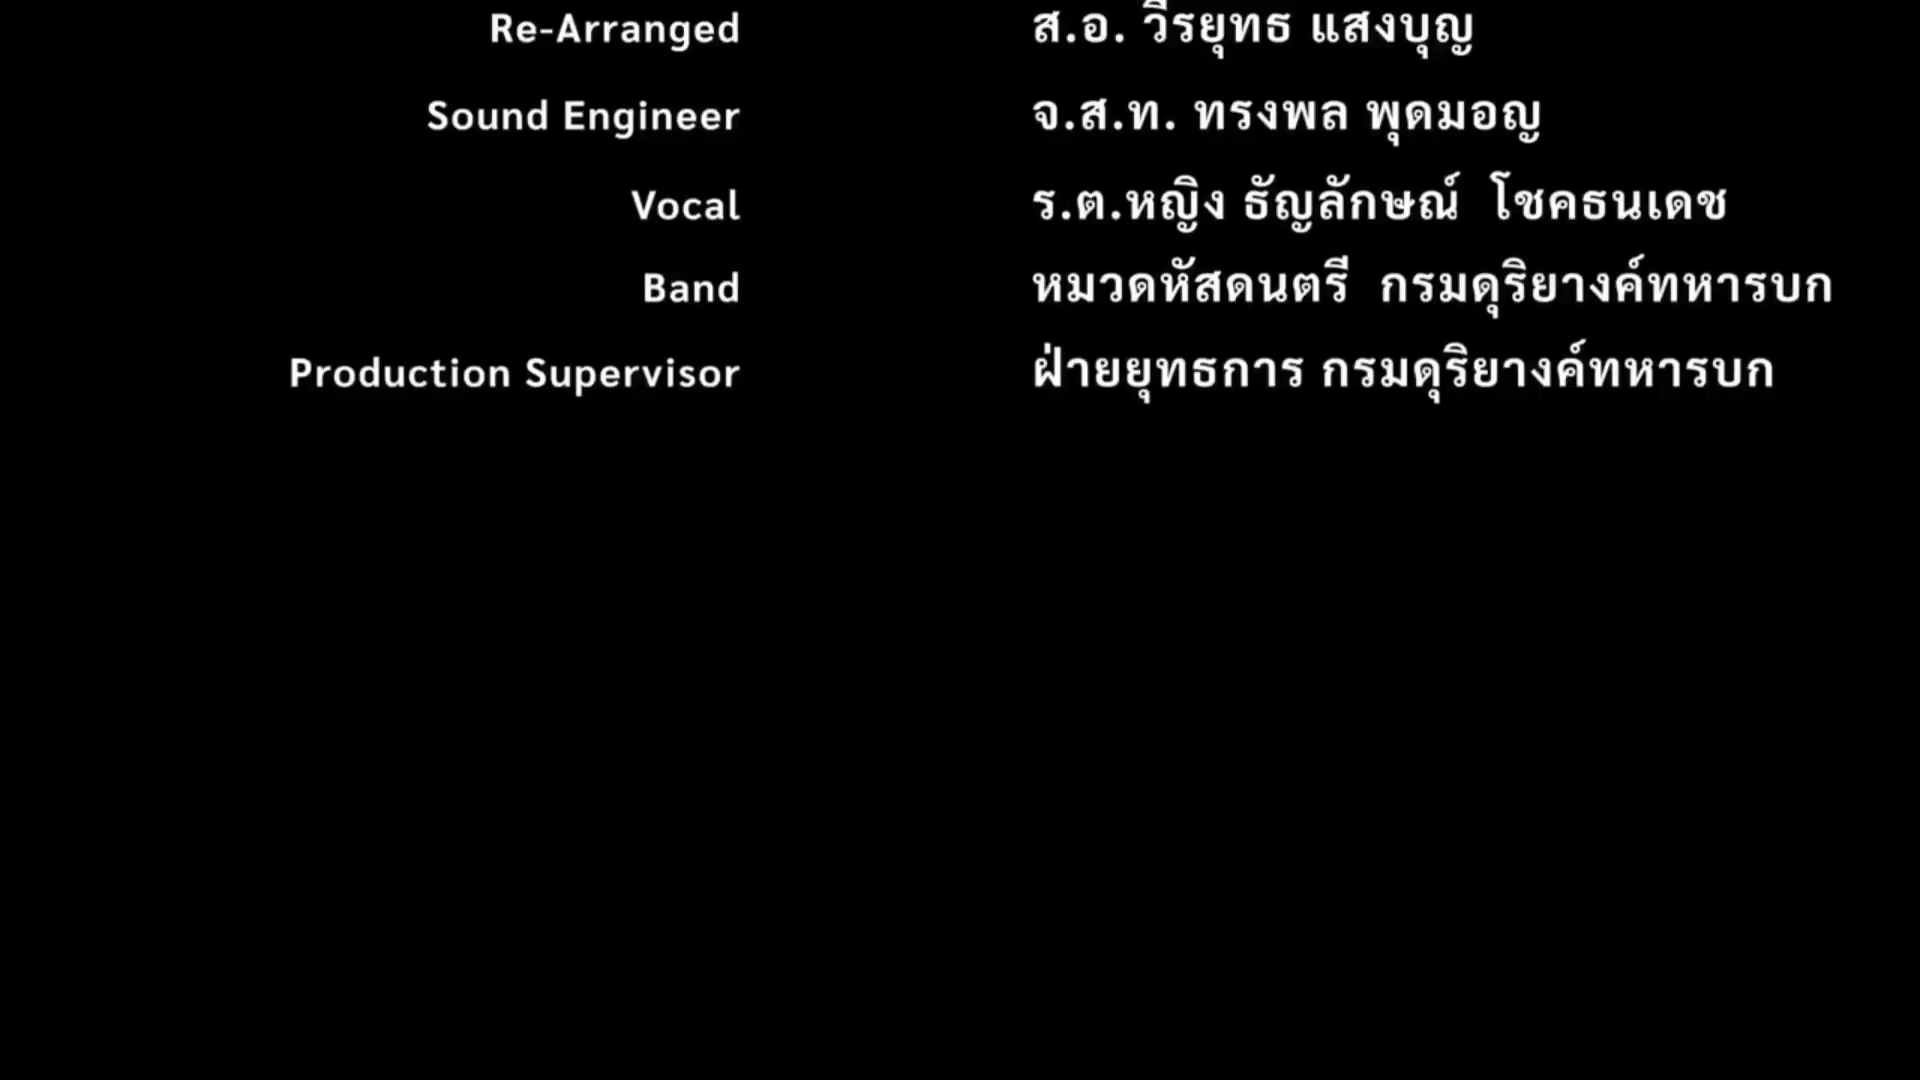 Re-Arranged ส.อ. วีรยุทธ แสงบุญ
Sound Engineer จ.ส.ท. ทรงพล พุดมอญ
Vocal ร.ต.หญิง ธัญลักษณ์ โชคธนเดช
Band หมวดหัสดนตรี กรมดุริยางค์ทหารบก
Production Supervisor ฝ่ายยุทธการ กรมดุริยางค์ทหารบก